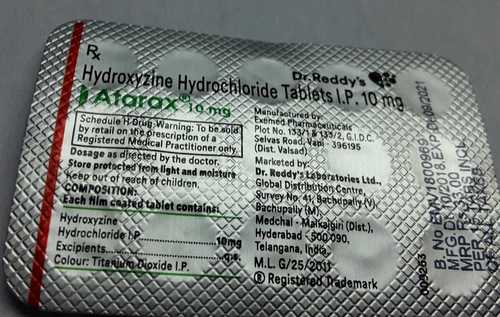 Rx
Hydroxyzine Hydrochloride Tablets I.P. 10 mg
Dr.Reddy's
Atarax® 10 mg
Schedule H Drug Warning: To be sold
by retail on the prescription of a
Registered Medical Practitioner only.
Dosage as directed by the doctor.
Store protected from light and moisture
Keep out of reach of children.
COMPOSITION:
Each film coated tablet contains:
Hydroxyzine
Hydrochloride I.P. 10mg
Excipients q.s.
Colour: Titanium Dioxide I.P.
Manufactured by:
Exemed Pharmaceuticals
Plot No. 133/1 & 133/2, G.I.D.C.
Selvas Road, Vapi - 396195
(Dist. Valsad)
Marketed by:
Dr. Reddy's Laboratories Ltd.,
Global Distribution Centre,
Survey No. 41, Bachupally (V),
Bachupally (M),
Medchal - Malkajgiri (Dist.),
Hyderabad - 500 090.
Telangana, India.
M.L. G/25/2011
® Registered Trademark
B. No
MFG.
MRP
PER